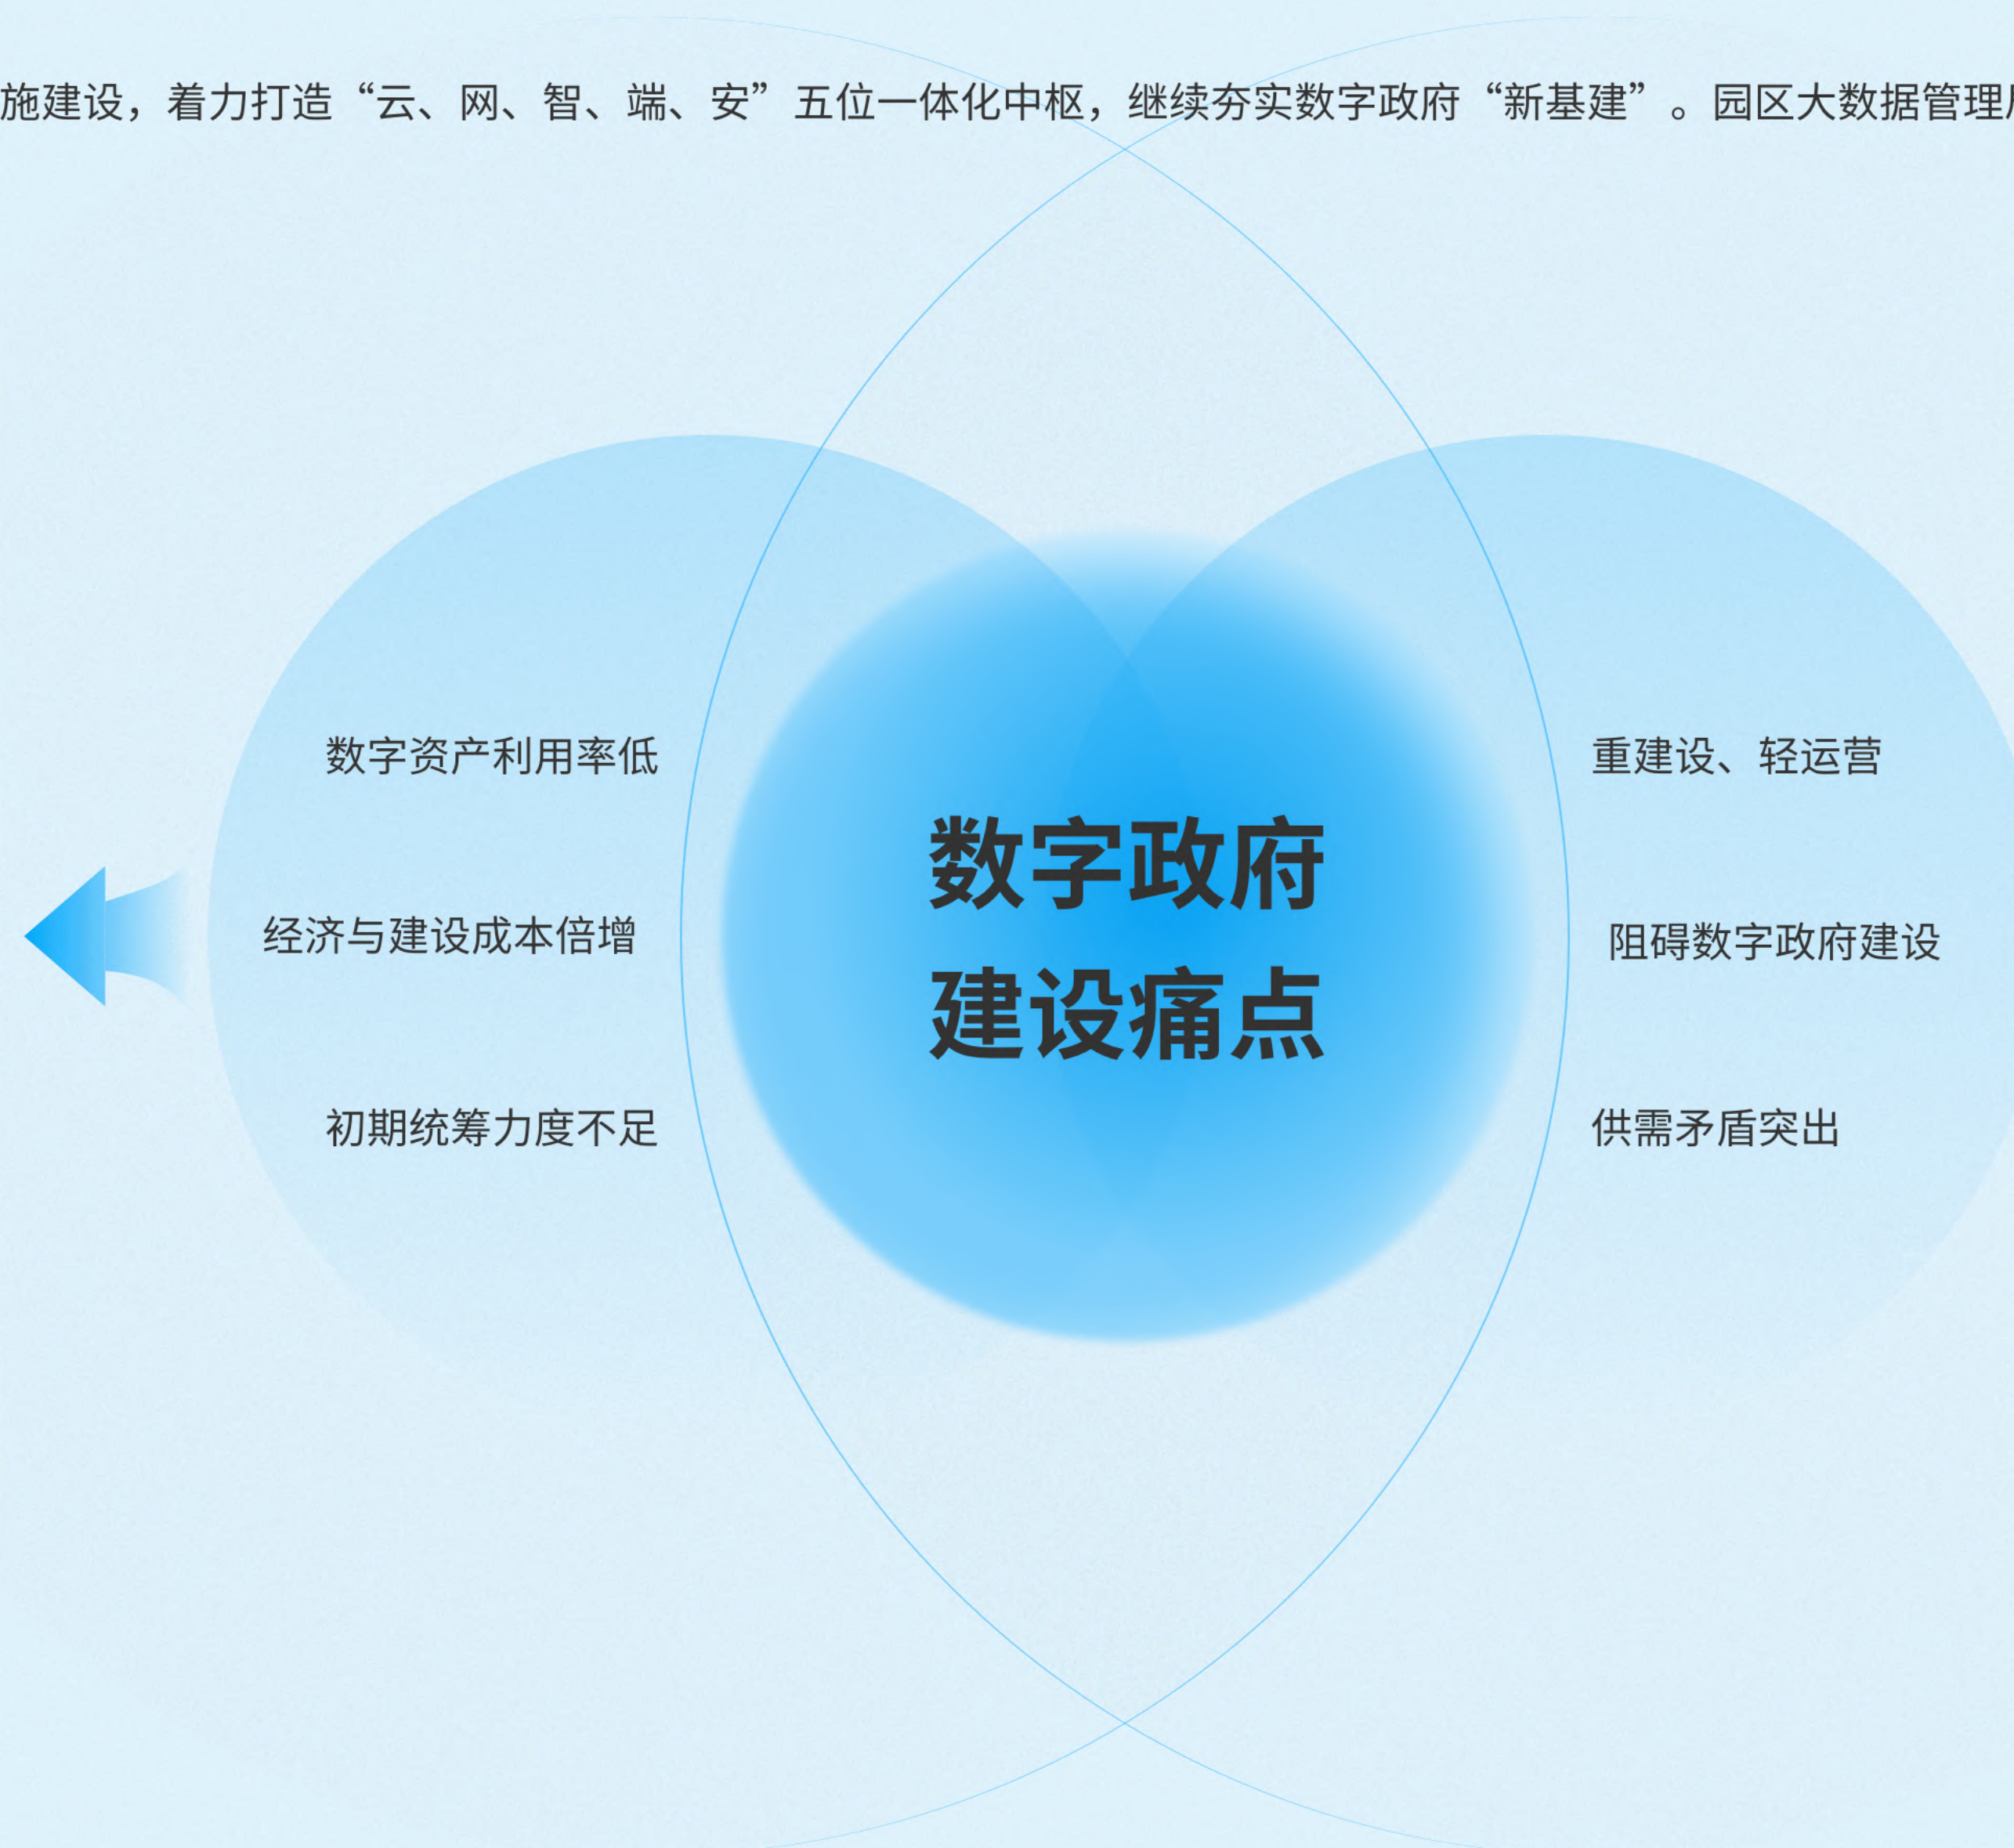 施建设，着力打造“云、网、智、端、安”五位一体化中枢，继续夯实数字政府“新基建”。园区大数据管理
数字资产利用率低
经济与建设成本倍增
初期统筹力度不足
数字政府
建设痛点
重建设、轻运营
阻碍数字政府建设
供需矛盾突出